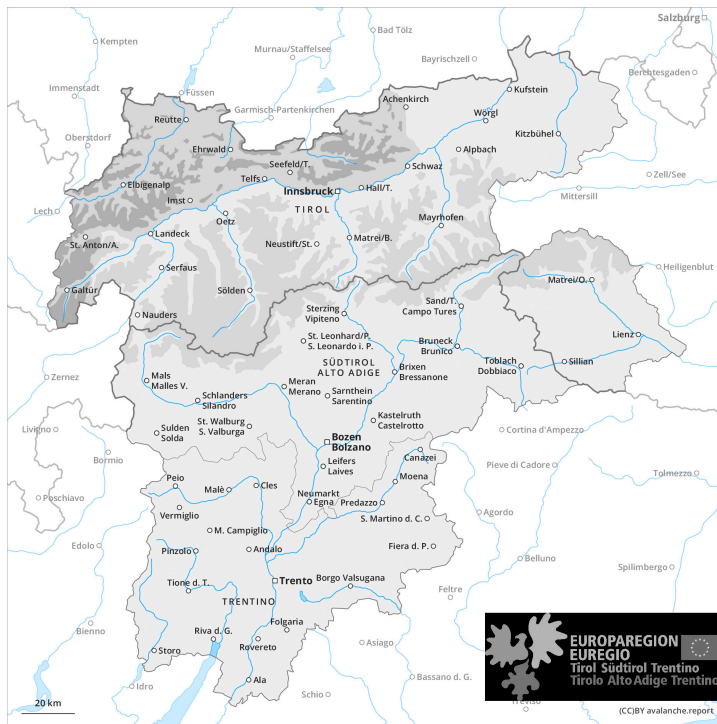 Salzburg
Kempten
Bad Tölz
Murnau/Staffelsee
Bayrischzell
Berchtesgaden
Immenstadt
Füssen
Garmisch-Partenkirchen
Achenkirch
Kufstein
Reutte
Wörgl
Oberstdorf
Ehrwald
Kitzbühel
Alpbach
Seefeld/T.
Schwaz
Telfs
Zell/See
Elbigenalp
Innsbruck
Hall/T.
Mittersill
Imst
TIROL
Lech
Oetz
Mayrhofen
Landeck
St. Anton/A.
Neustift/St.
Matrei/B.
Serfaus
Heiligenblut
Matrei/O.
Galtür
Sölden
Nauders
Sterzing
Vipiteno
Sand/T.
Campo Tures
Lienz
St. Leonhard/P.
S. Leonardo i. P.
Bruneck
Brunico
SÜDTIROL
ALTO ADIGE
Toblach
Dobbiaco
Sillian
Brixen
Bressanone
Zernez
Mals
Malles V.
Meran
Merano
Sarnthein
Sarentino
Schlanders
Silandro
St. Walburg
S. Valburga
Kastelruth
Castelrotto
Livigno
Sulden
Solda
Cortina d'Ampezzo
Bozen
Bolzano
Bormio
Canazei
Leifers
Laives
Pieve di Cadore
Tolmezzo
Peio
Moena
Poschiavo
Malè
Cles
Neumarkt
Egna
Predazzo
Vermiglio
S. Martino d. C.
Agordo
M. Campiglio
Edolo
Pinzolo
Andalo
Fiera d. P.
Belluno
Spilimbergo
Tione d. T.
Trento
Borgo Valsugana
Feltre
TRENTINO
Folgaria
Bienno
Riva d. G.
Rovereto
Asiago
Storo
Ala
Idro
Schio
Bassano d. G.
Treviso
EUROPAREGION
EUREGIO
Tirol Südtirol Trentino
Tirolo Alto Adige Trentino
20 km
(CC)BY avalanche.report